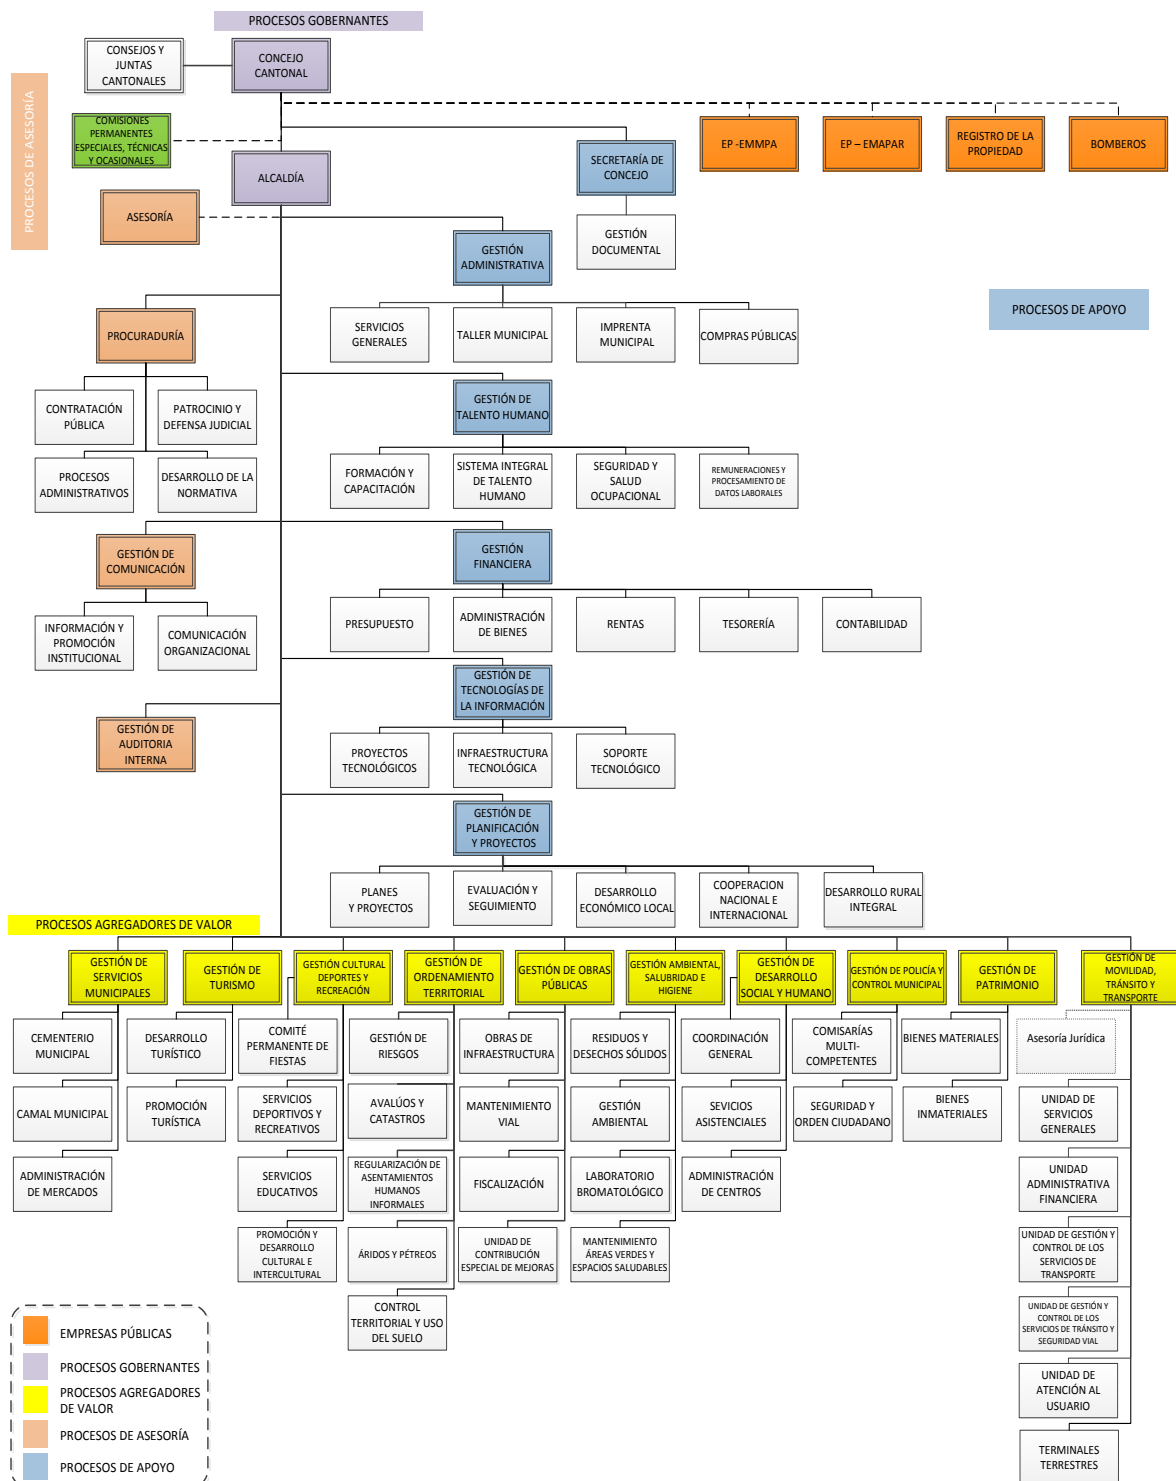 PROCESOS GOBERNANTES
CONSEJOS Y
JUNTAS
CANTONALES
CONCEJO
CANTONAL
PROCESOS DE ASESORÍA
COMISIONES
PERMANENTES
ESPECIALES, TÉCNICAS
Y OCASIONALES
EP -EMMPA
EP – EMAPAR
REGISTRO DE LA
PROPIEDAD
BOMBEROS
SECRETARÍA DE
CONCEJO
ALCALDÍA
ASESORÍA
GESTIÓN
DOCUMENTAL
GESTIÓN
ADMINISTRATIVA
PROCESOS DE APOYO
PROCURADURÍA
SERVICIOS
GENERALES
TALLER MUNICIPAL
IMPRENTA
MUNICIPAL
COMPRAS PÚBLICAS
CONTRATACIÓN
PÚBLICA
PATROCINIO Y
DEFENSA JUDICIAL
GESTIÓN DE
TALENTO HUMANO
PROCESOS
ADMINISTRATIVOS
DESARROLLO DE LA
NORMATIVA
FORMACIÓN Y
CAPACITACIÓN
SISTEMA INTEGRAL
DE TALENTO
HUMANO
SEGURIDAD Y
SALUD
OCUPACIONAL
REMUNERACIONES Y
PROCESAMIENTO DE
DATOS LABORALES
GESTIÓN DE
COMUNICACIÓN
GESTIÓN
FINANCIERA
INFORMACIÓN Y
PROMOCIÓN
INSTITUCIONAL
COMUNICACIÓN
ORGANIZACIONAL
PRESUPUESTO
ADMINISTRACIÓN
DE BIENES
RENTAS
TESORERÍA
CONTABILIDAD
GESTIÓN DE
TECNOLOGÍAS DE
LA INFORMACIÓN
GESTIÓN DE
AUDITORIA
INTERNA
PROYECTOS
TECNOLÓGICOS
INFRAESTRUCTURA
TECNOLÓGICA
SOPORTE
TECNOLÓGICO
GESTIÓN DE
PLANIFICACIÓN
Y PROYECTOS
PLANES
Y PROYECTOS
EVALUACIÓN Y
SEGUIMIENTO
DESARROLLO
ECONÓMICO LOCAL
COOPERACION
NACIONAL E
INTERNACIONAL
DESARROLLO RURAL
INTEGRAL
PROCESOS AGREGADORES DE VALOR
GESTIÓN DE
SERVICIOS
MUNICIPALES
GESTIÓN DE
TURISMO
GESTIÓN CULTURAL
DEPORTES Y
RECREACIÓN
GESTIÓN DE
ORDENAMIENTO
TERRITORIAL
GESTIÓN DE OBRAS
PÚBLICAS
GESTIÓN AMBIENTAL,
SALUBRIDAD E
HIGIENE
GESTIÓN DE
DESARROLLO
SOCIAL Y HUMANO
GESTIÓN DE POLICÍA Y
CONTROL MUNICIPAL
GESTIÓN DE
PATRIMONIO
GESTIÓN DE
MOVILIDAD,
TRÁNSITO Y
TRANSPORTE
CEMENTERIO
MUNICIPAL
DESARROLLO
TURÍSTICO
COMITÉ
PERMANENTE DE
FIESTAS
GESTIÓN DE
RIESGOS
OBRAS DE
INFRAESTRUCTURA
RESIDUOS Y
DESECHOS SÓLIDOS
COORDINACIÓN
GENERAL
COMISARÍAS
MULTI-
COMPETENTES
BIENES MATERIALES
Asesoría Jurídica
CAMAL MUNICIPAL
PROMOCIÓN
TURÍSTICA
SERVICIOS
DEPORTIVOS Y
RECREATIVOS
AVALÚOS Y
CATASTROS
MANTENIMIENTO
VIAL
GESTIÓN
AMBIENTAL
SEVICIOS
ASISTENCIALES
SEGURIDAD Y
ORDEN CIUDADANO
BIENES
INMATERIALES
UNIDAD DE
SERVICIOS
GENERALES
ADMINISTRACIÓN
DE MERCADOS
SERVICIOS
EDUCATIVOS
REGULARIZACIÓN DE
ASENTAMIENTOS
HUMANOS
INFORMALES
FISCALIZACIÓN
LABORATORIO
BROMATOLÓGICO
ADMINISTRACIÓN
DE CENTROS
UNIDAD
ADMINISTRATIVA
FINANCIERA
PROMOCIÓN Y
DESARROLLO
CULTURAL E
INTERCULTURAL
ÁRIDOS Y PÉTREOS
UNIDAD DE
CONTRIBUCIÓN
ESPECIAL DE MEJORAS
MANTENIMIENTO
ÁREAS VERDES Y
ESPACIOS SALUDABLES
UNIDAD DE GESTIÓN Y
CONTROL DE LOS
SERVICIOS DE
TRANSPORTE
CONTROL
TERRITORIAL Y USO
DEL SUELO
UNIDAD DE GESTIÓN Y
CONTROL DE LOS
SERVICIOS DE TRÁNSITO Y
SEGURIDAD VIAL
UNIDAD DE
ATENCIÓN AL
USUARIO
TERMINALES
TERRESTRES
EMPRESAS PÚBLICAS
PROCESOS GOBERNANTES
PROCESOS AGREGADORES
DE VALOR
PROCESOS DE ASESORÍA
PROCESOS DE APOYO